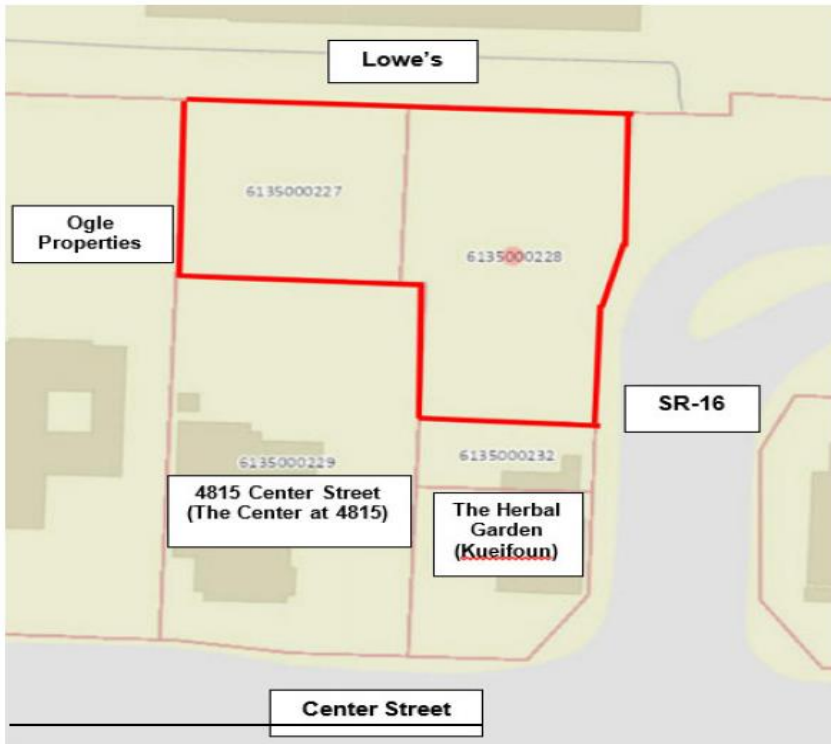 Lowe's
6135000227
Ogle
Properties
6135000228
SR-16
6135000229
6135000232
4815 Center Street
(The Center at 4815)
The Herbal
Garden
(Kueifoun)
Center Street